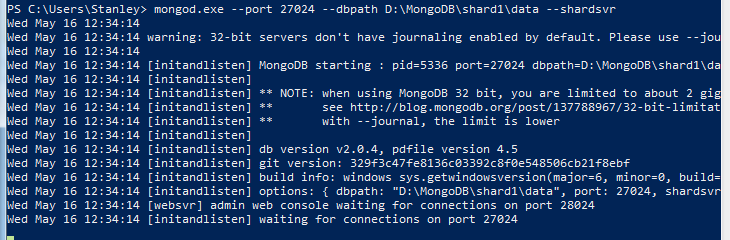 PS C:\Users\Stanley> mongod.exe --port 27024 --dbpath D:\MongoDB\shard1\data --shardsvr
Wed May 16 12:34:14
Wed May 16 12:34:14 warning: 32-bit servers don't have journaling enabled by default. Please use --jou
Wed May 16 12:34:14
Wed May 16 12:34:14 [initandlisten] MongoDB starting : pid=5336 port=27024 dbpath=D:\MongoDB\shard1\da
Wed May 16 12:34:14 [initandlisten]
Wed May 16 12:34:14 [initandlisten] ** NOTE: when using MongoDB 32 bit, you are limited to about 2 gig
Wed May 16 12:34:14 [initandlisten] **       see http://blog.mongodb.org/post/137788967/32-bit-limitat
Wed May 16 12:34:14 [initandlisten] **       with --journal, the limit is lower
Wed May 16 12:34:14 [initandlisten]
Wed May 16 12:34:14 [initandlisten] db version v2.0.4, pdfile version 4.5
Wed May 16 12:34:14 [initandlisten] git version: 329f3c47fe8136c03392c8f0e548506cb21f8ebf
Wed May 16 12:34:14 [initandlisten] build info: windows sys.getwindowsversion(major=6, minor=0, build=
Wed May 16 12:34:14 [initandlisten] options: { dbpath: "D:\MongoDB\shard1\data", port: 27024, shardsvr
Wed May 16 12:34:14 [websvr] admin web console waiting for connections on port 28024
Wed May 16 12:34:14 [initandlisten] waiting for connections on port 27024